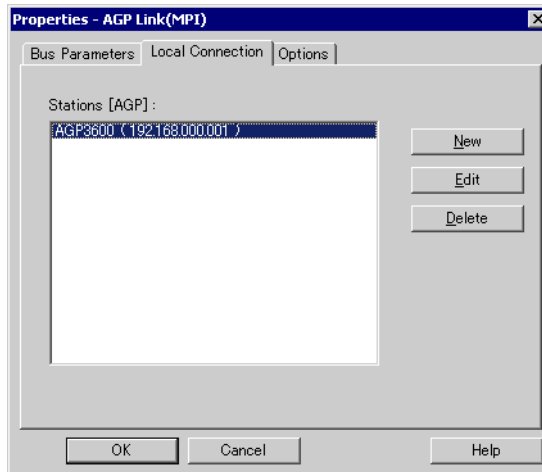 Properties - AGP Link(MPI)
Bus Parameters Local Connection Options
Stations [AGP] :
AGP3600 ( 192.168.000.001 )
New
Edit
Delete
OK Cancel Help